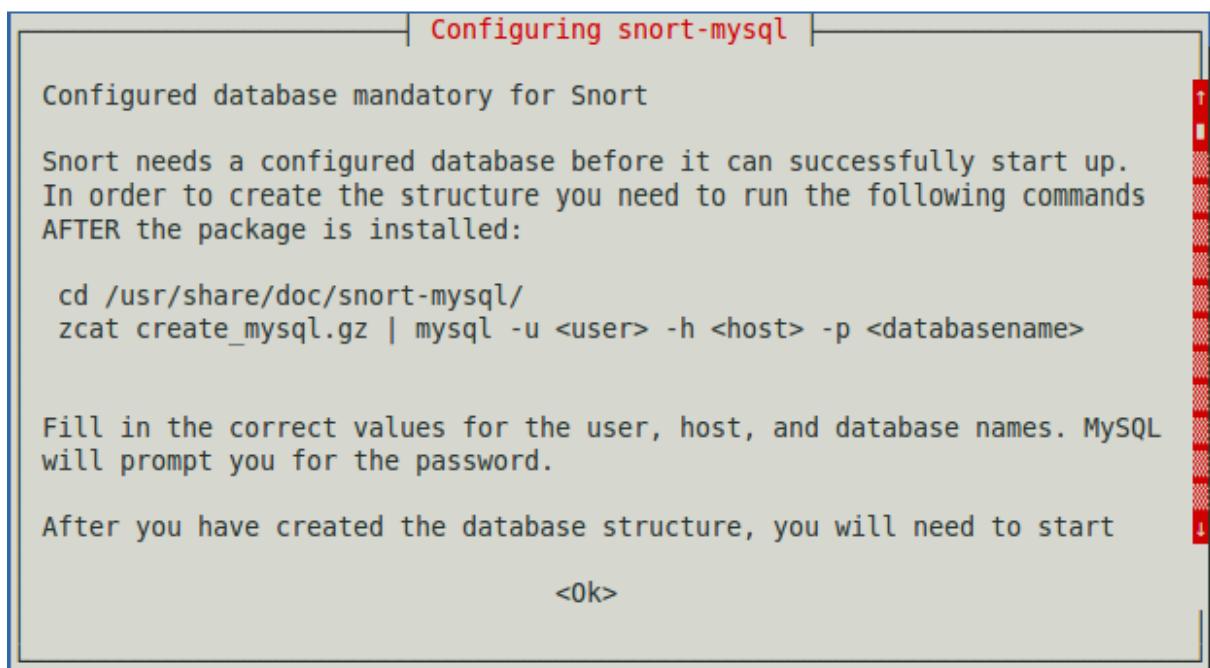 Configuring snort-mysql
Configured database mandatory for Snort
Snort needs a configured database before it can successfully start up.
In order to create the structure you need to run the following commands
AFTER the package is installed:
cd /usr/share/doc/snort-mysql/
zcat create_mysql.gz | mysql -u <user> -h <host> -p <databasename>
Fill in the correct values for the user, host, and database names. MySQL
will prompt you for the password.
After you have created the database structure, you will need to start
<Ok>